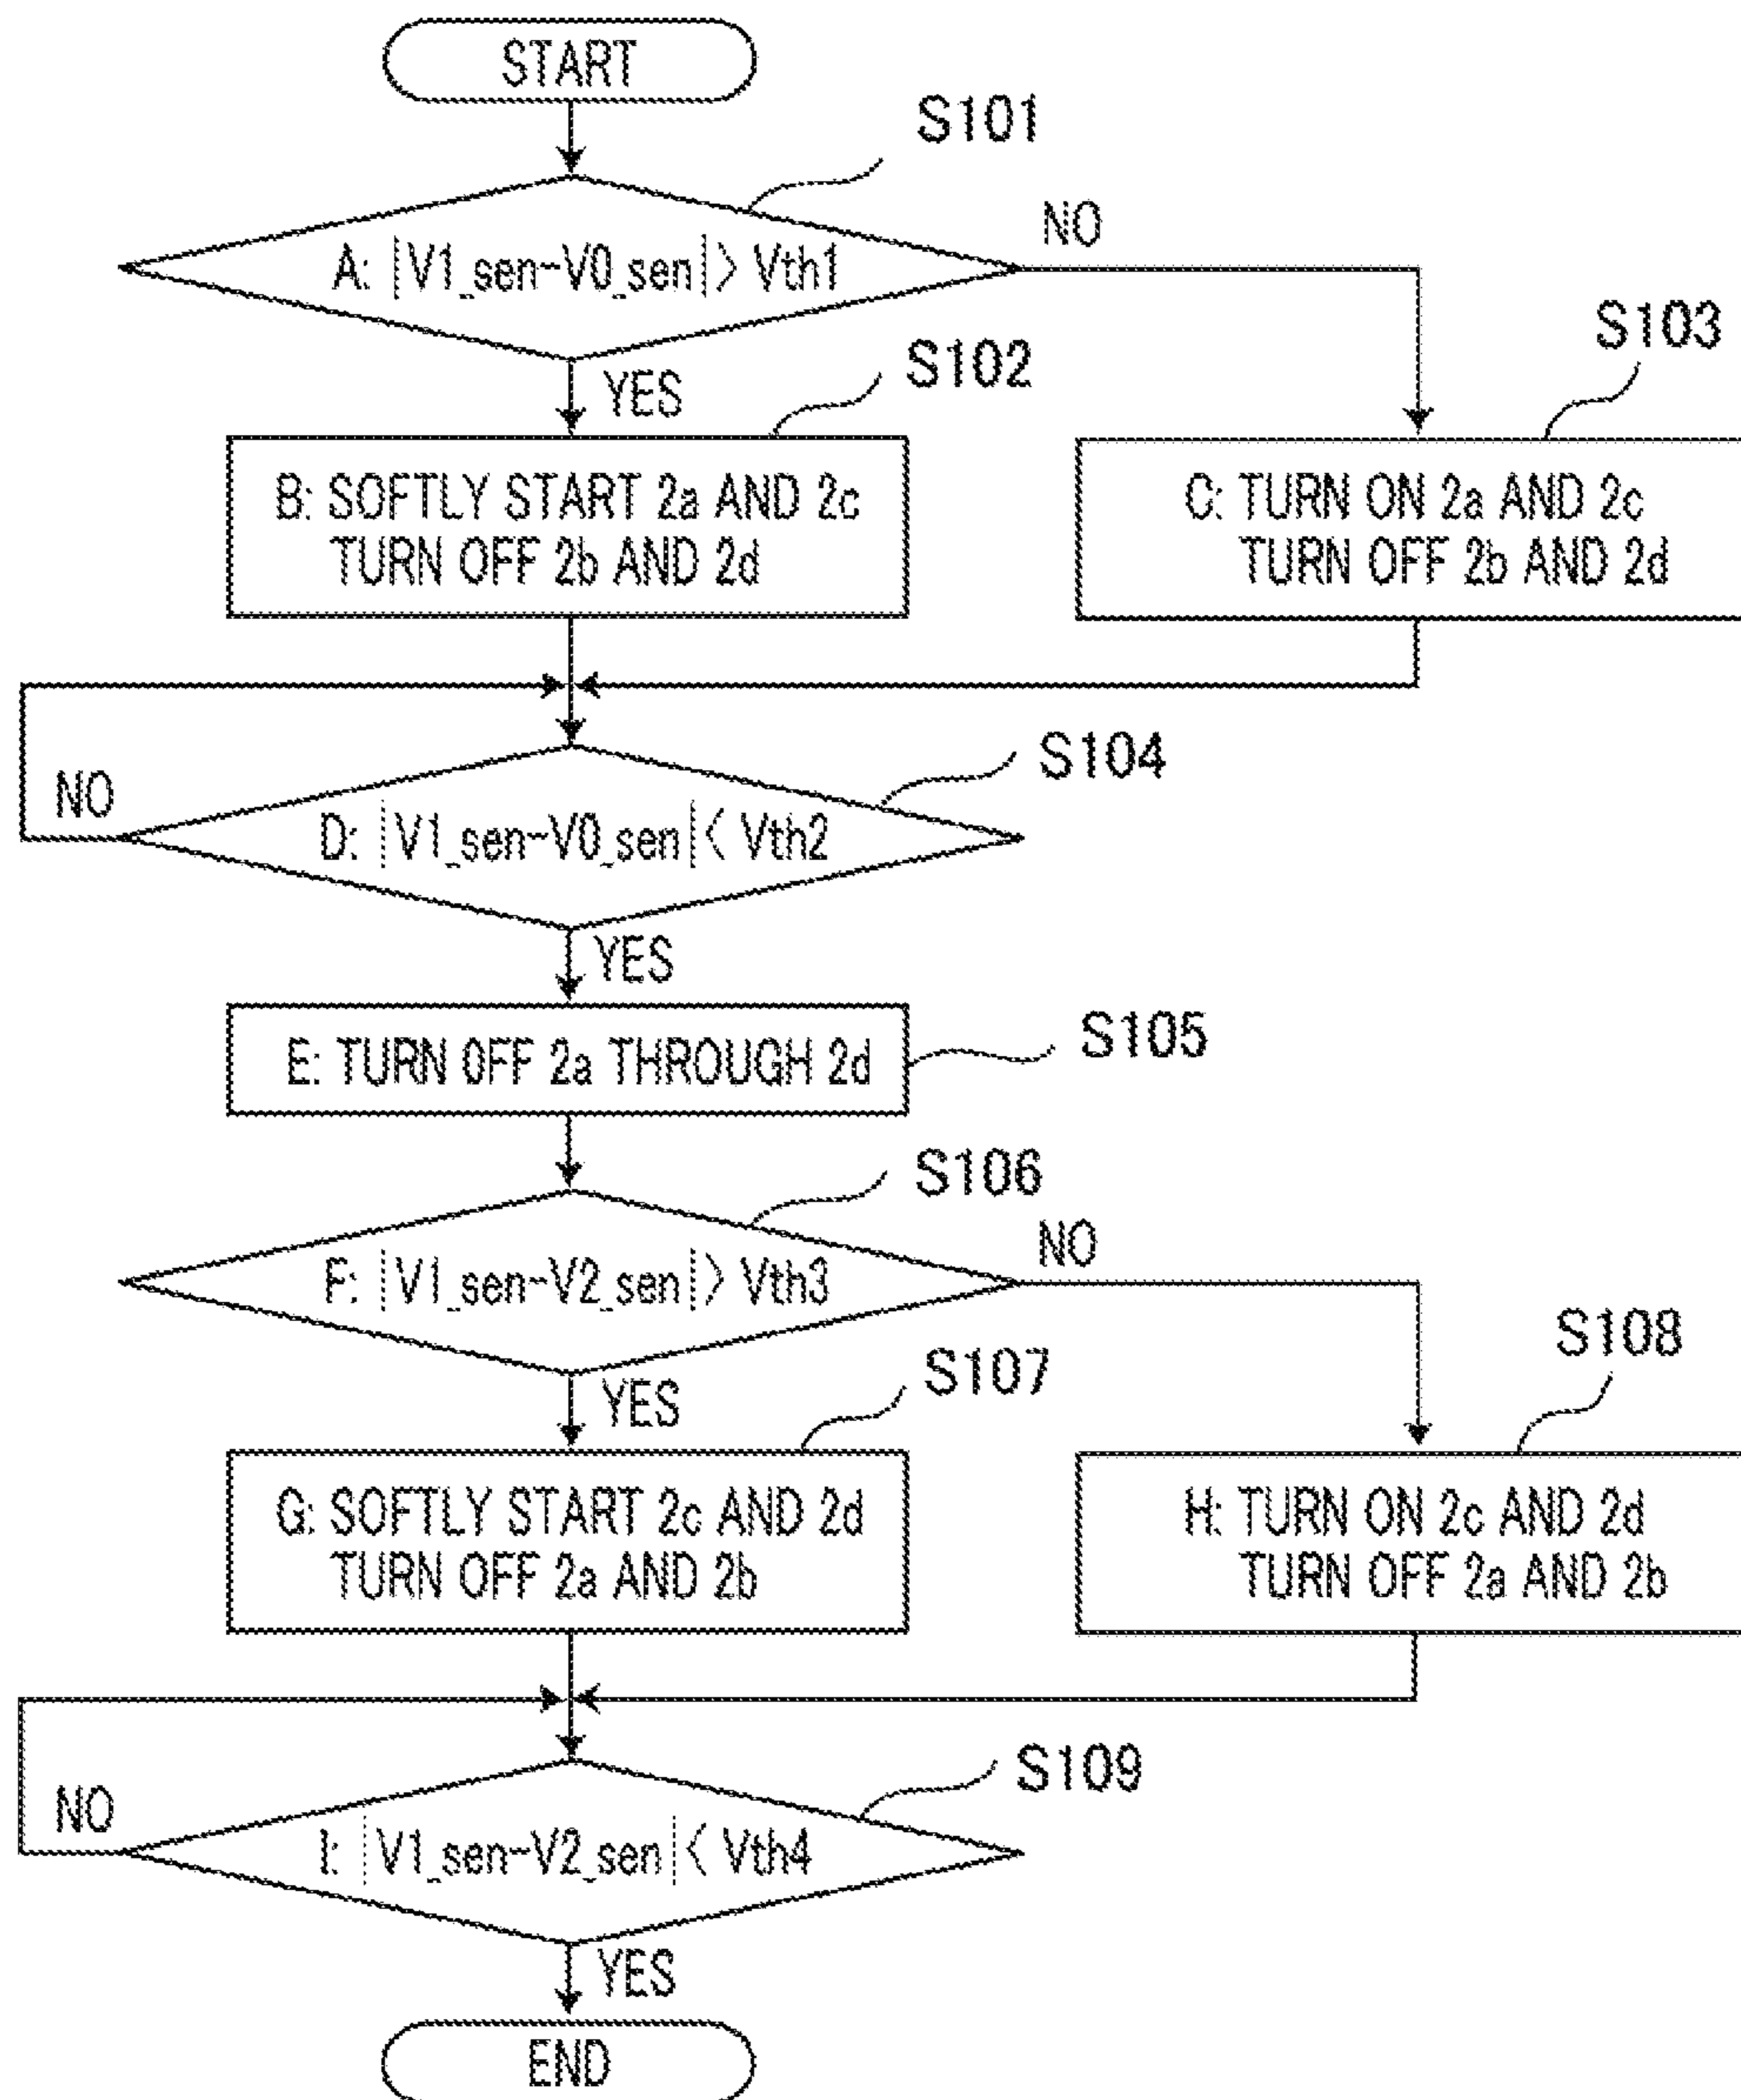 START
S101
A: |V1_sen-V0_sen| > Vth1
NO
YES
S102
S103
B: SOFTLY START 2a AND 2c
TURN OFF 2b AND 2d
C: TURN ON 2a AND 2c
TURN OFF 2b AND 2d
S104
NO
D: |V1_sen-V0_sen| < Vth2
YES
E: TURN OFF 2a THROUGH 2d
S105
S106
F: |V1_sen-V2_sen| > Vth3
NO
YES
S107
S108
G: SOFTLY START 2c AND 2d
TURN OFF 2a AND 2b
H: TURN ON 2c AND 2d
TURN OFF 2a AND 2b
S109
NO
I: |V1_sen-V2_sen| < Vth4
YES
END